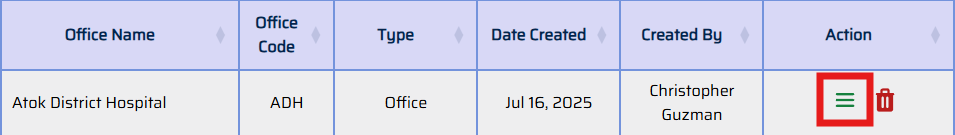 Office Name
Office
Code
Type
Date Created
Created By
Action
Atok District Hospital
ADH
Office
Jul 16, 2025
Christopher
Guzman